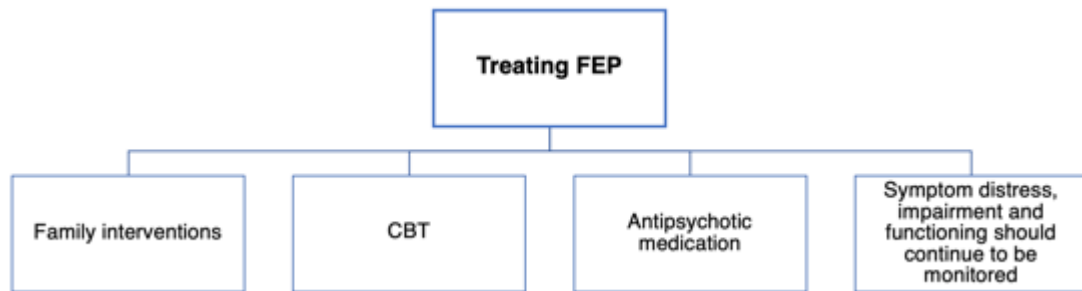 Treating FEP
Family interventions
CBT
Antipsychotic
medication
Symptom distress,
impairment and
functioning should
continue to be
monitored